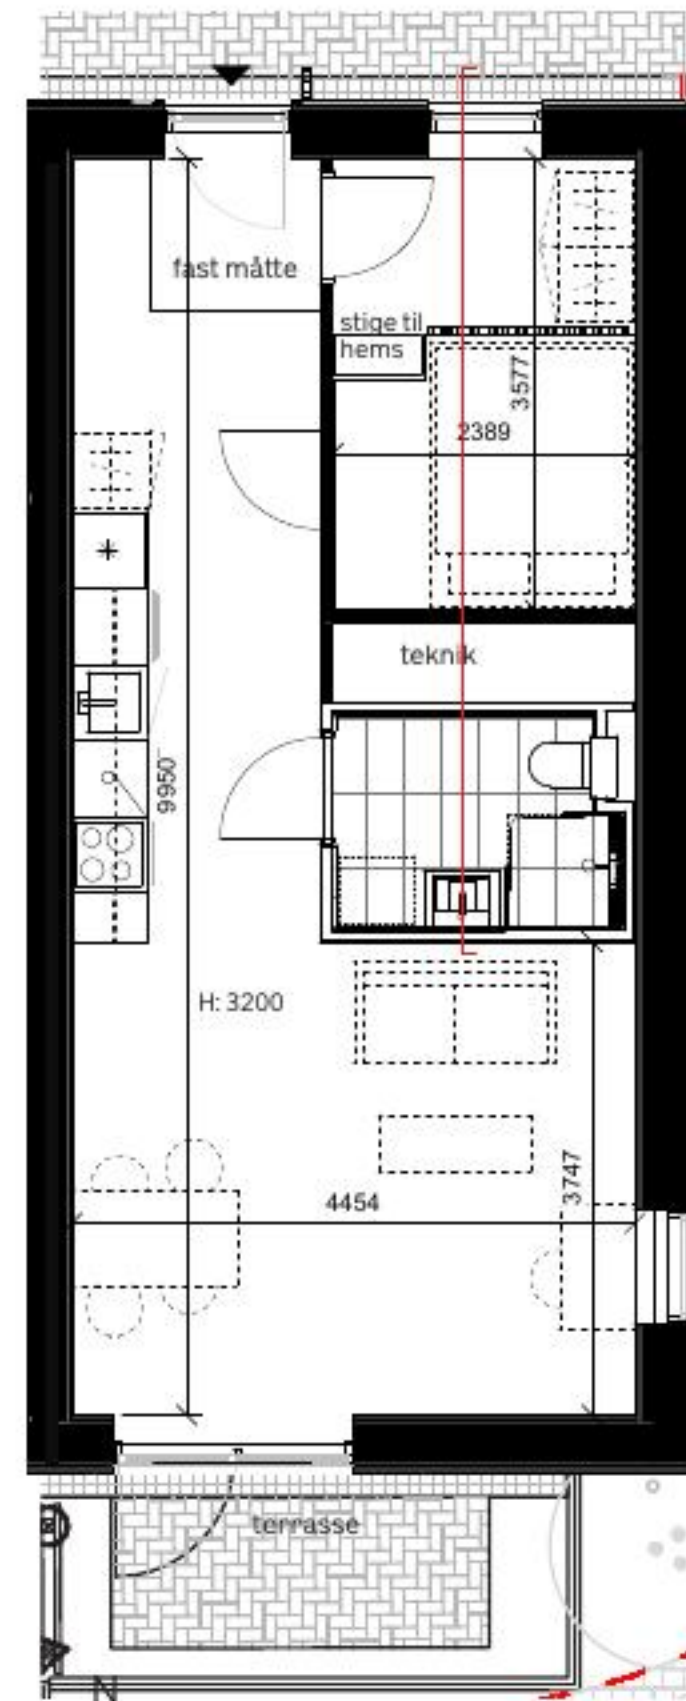 fast måtte
stige til
hems
3577
2389
teknik
9950
H: 3200
3747
4454
terrasse
N